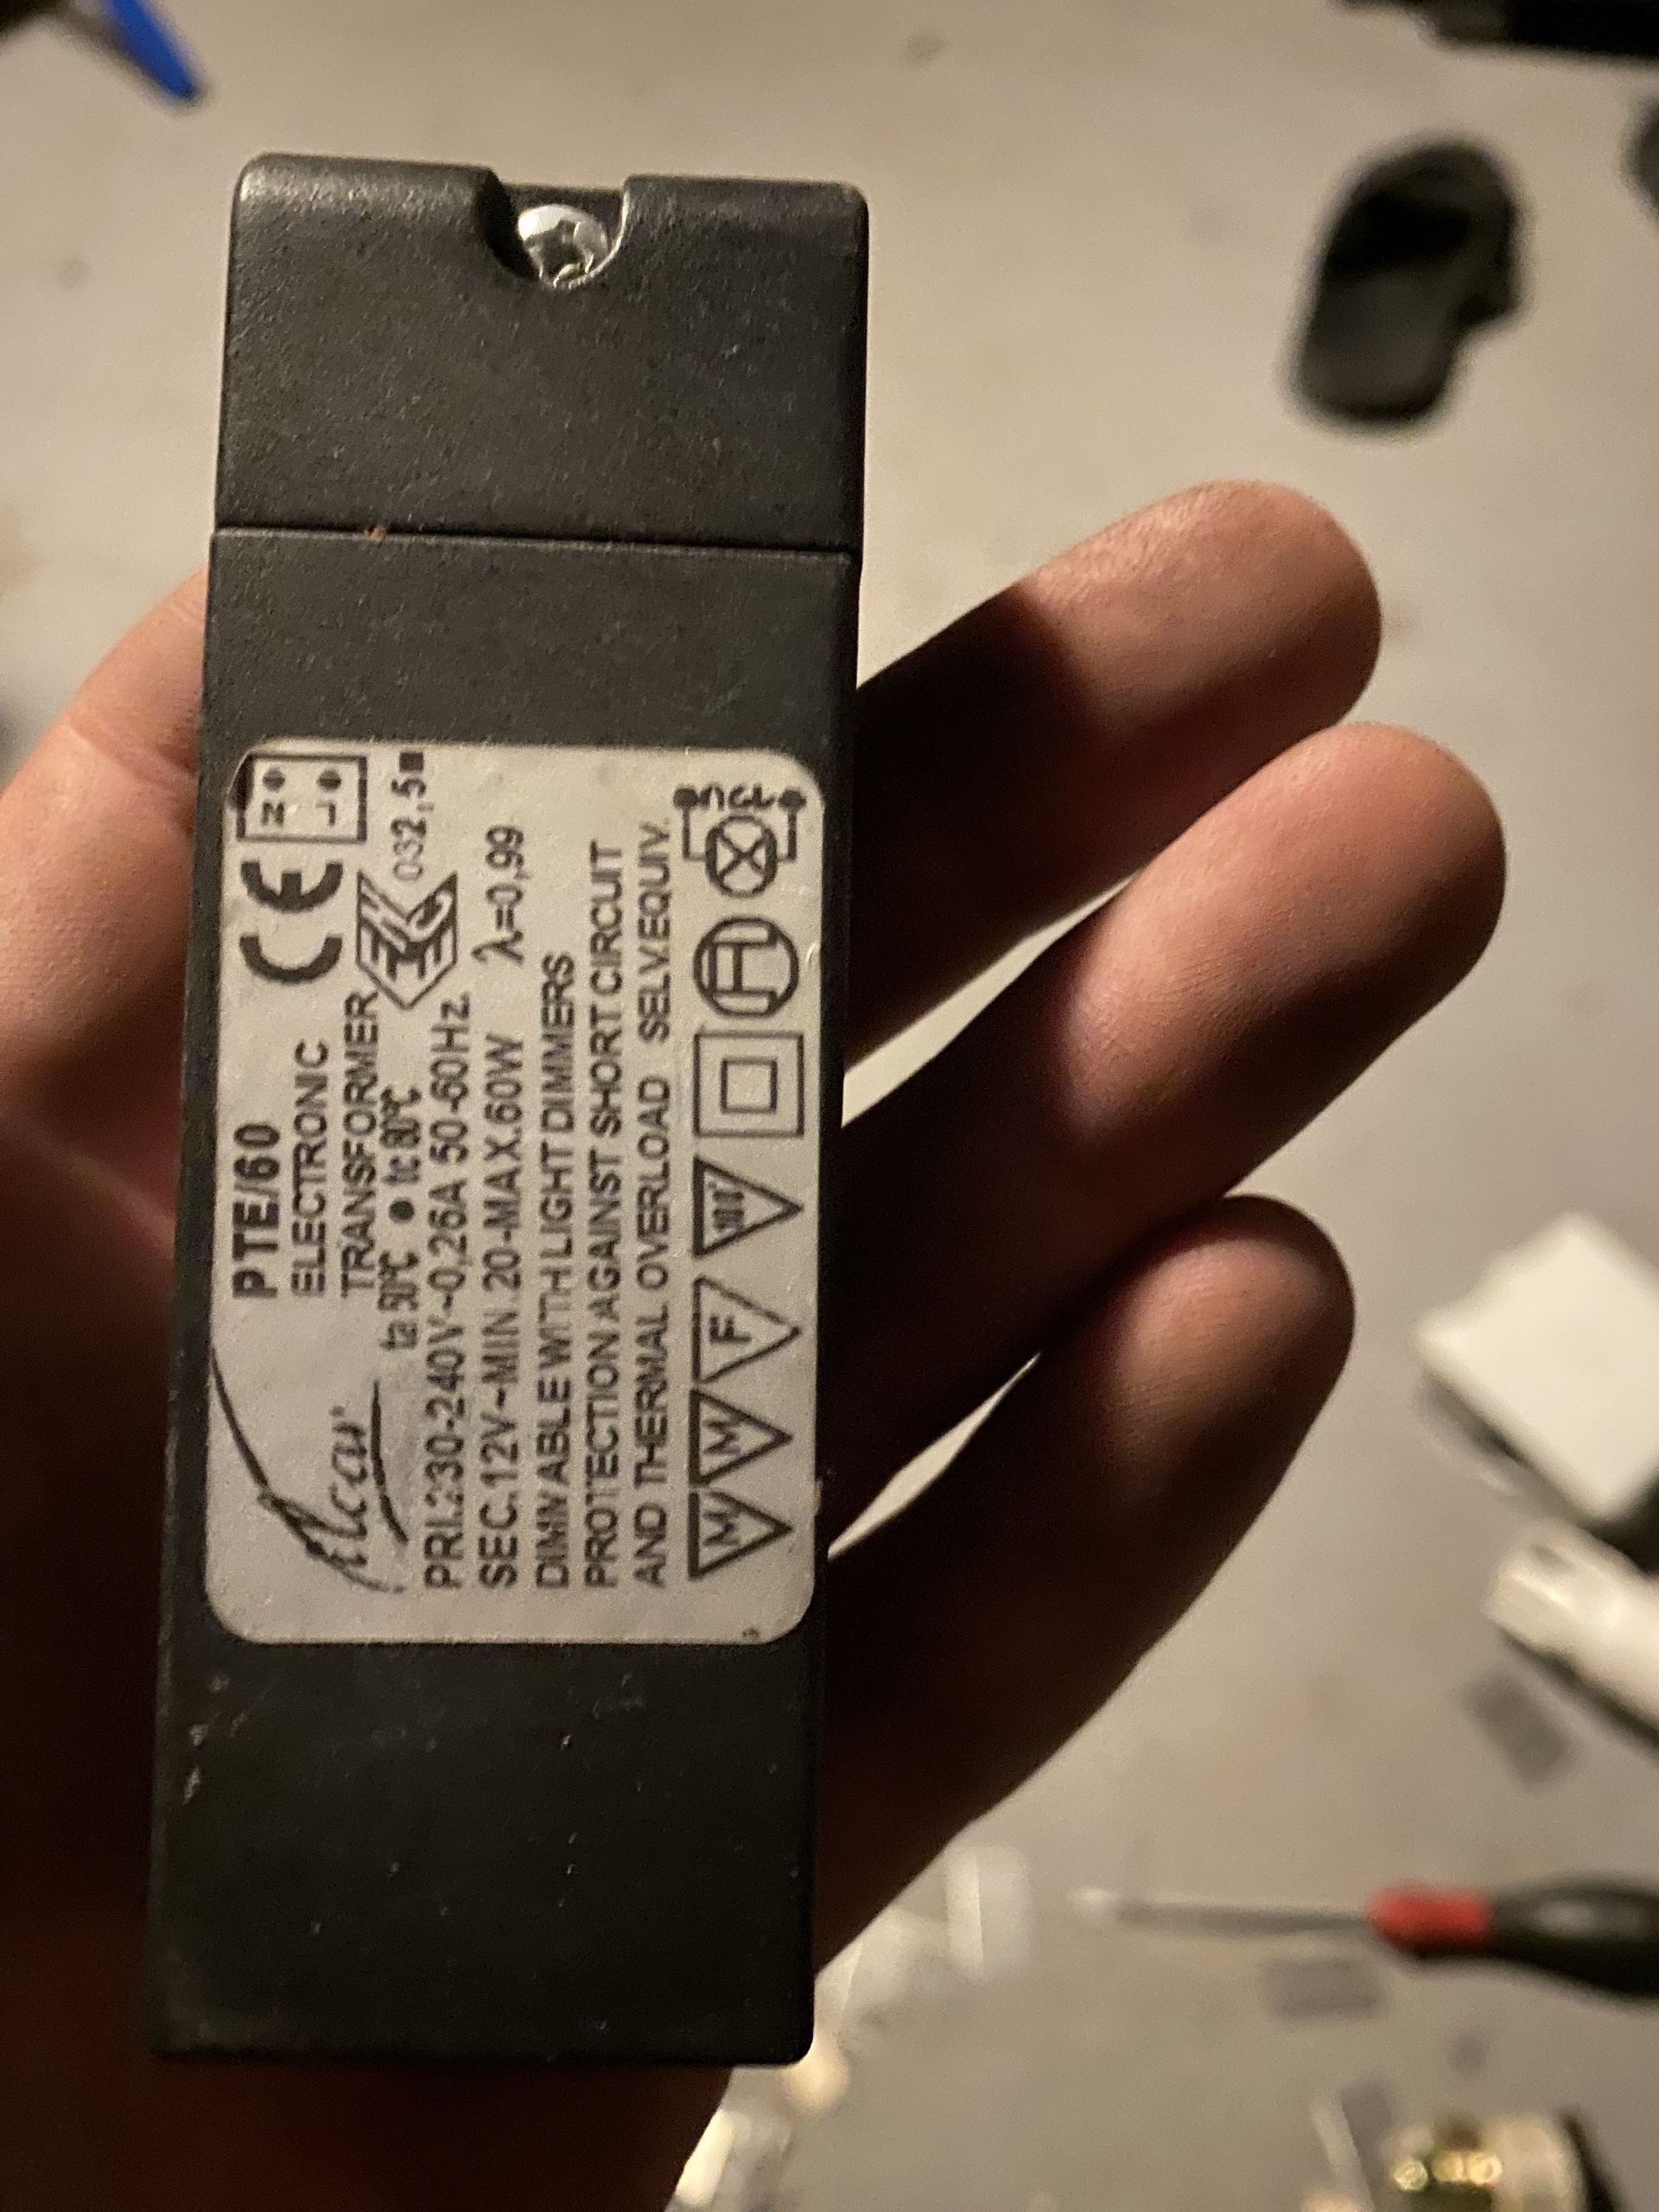 Alcar
PTE/60
ELECTRONIC
TRANSFORMER
CE
N
L
ta 50°C • tc 80°C
032,5
PRI.230-240V~0,26A 50-60Hz.
SEC.12V~MIN.20-MAX.60W λ=0,99
DIMMABLE WITH LIGHT DIMMERS
PROTECTION AGAINST SHORT CIRCUIT
AND THERMAL OVERLOAD SELV.EQUIV.
M M F 100°